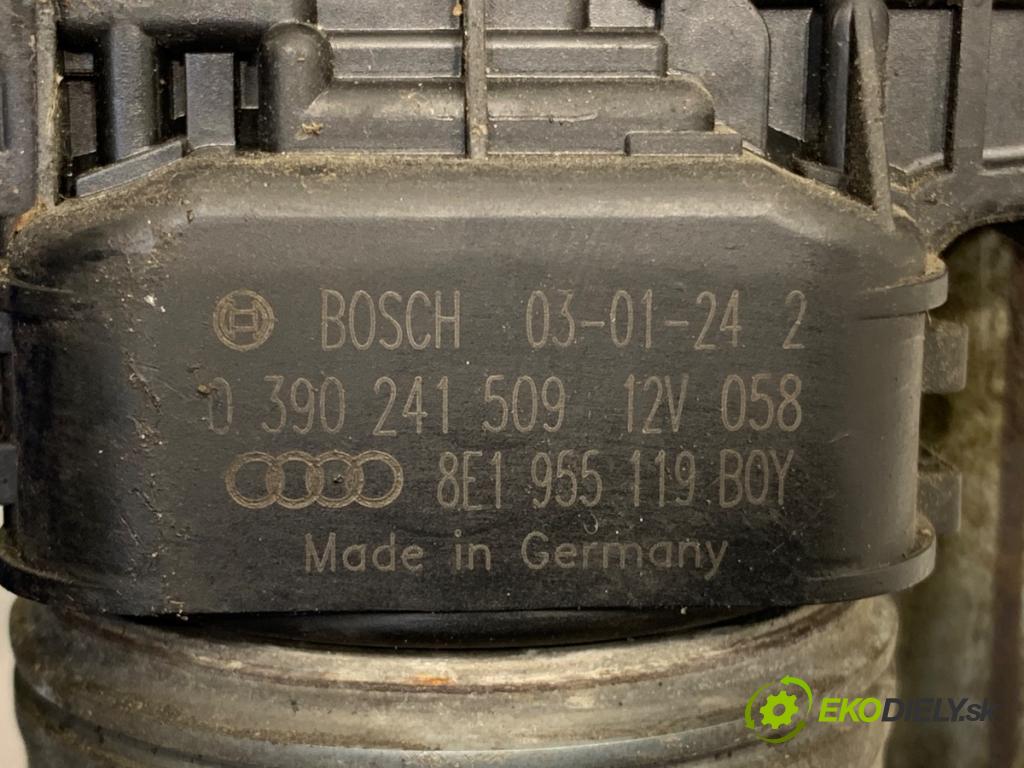 BOSCH 03-01-24 2
0 390 241 509 12V 058
8E1 955 119 B0Y
Made in Germany
EKODIELY.sk